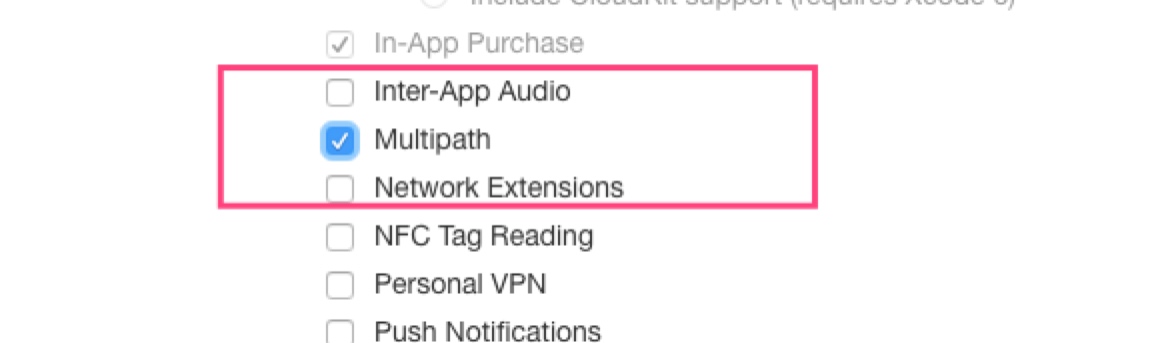 Include CloudKit support (requires Xcode 6)
In-App Purchase
Inter-App Audio
Multipath
Network Extensions
NFC Tag Reading
Personal VPN
Push Notifications